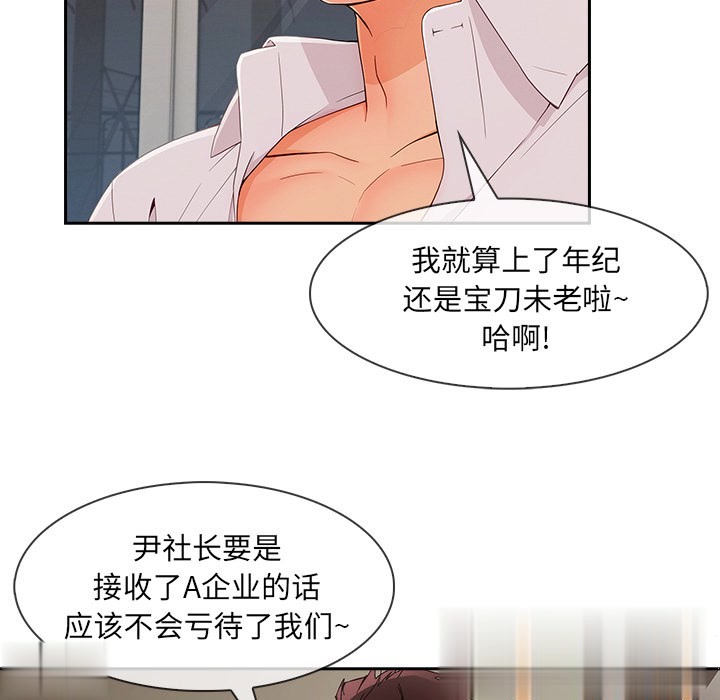 我就算上了年纪
还是宝刀未老啦~
哈啊!
尹社长要是
接收了A企业的话
应该不会亏待了我们~